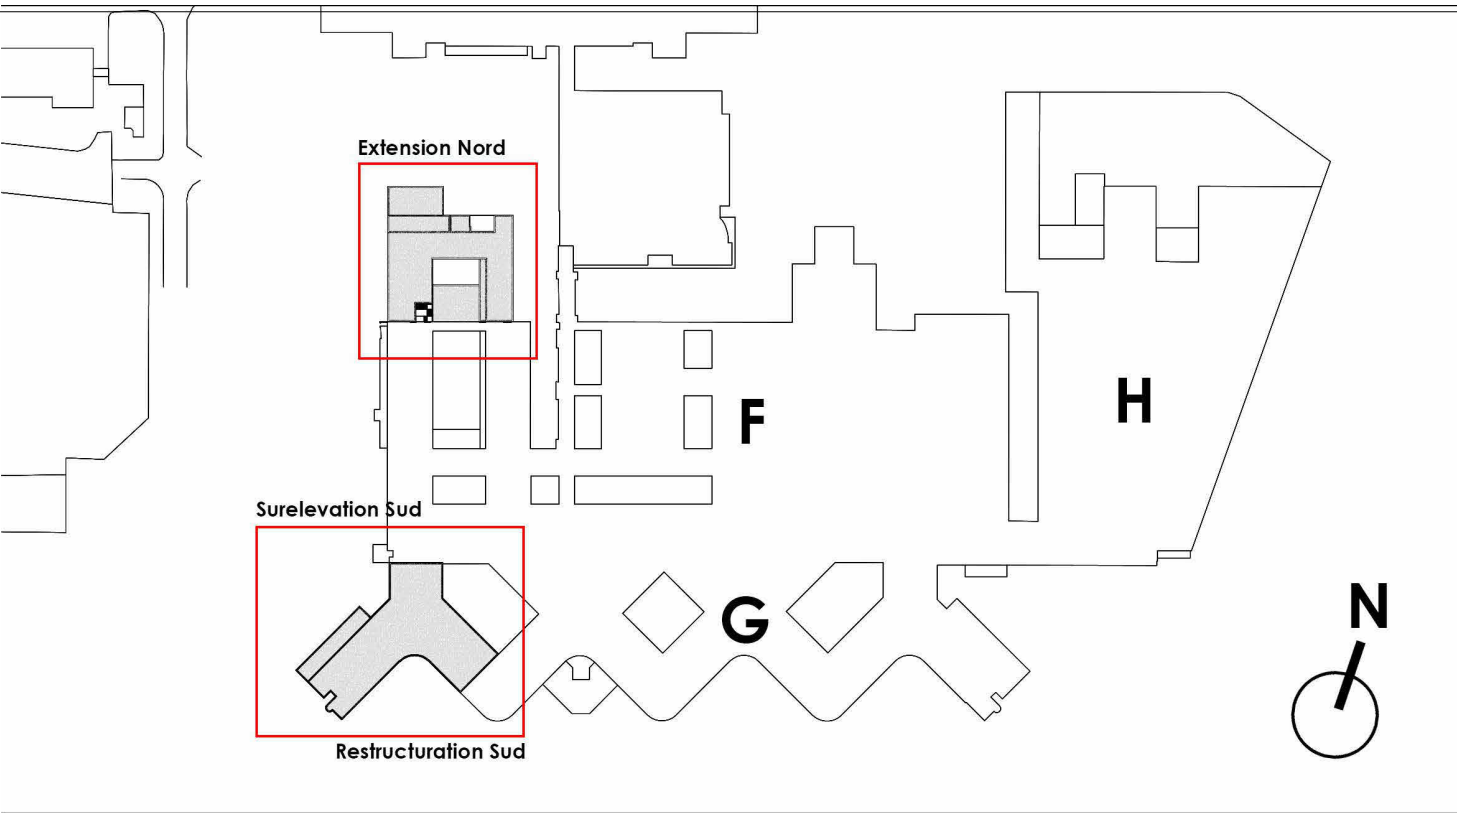 Extension Nord
F
H
Surelevation Sud
G
N
Restructuration Sud